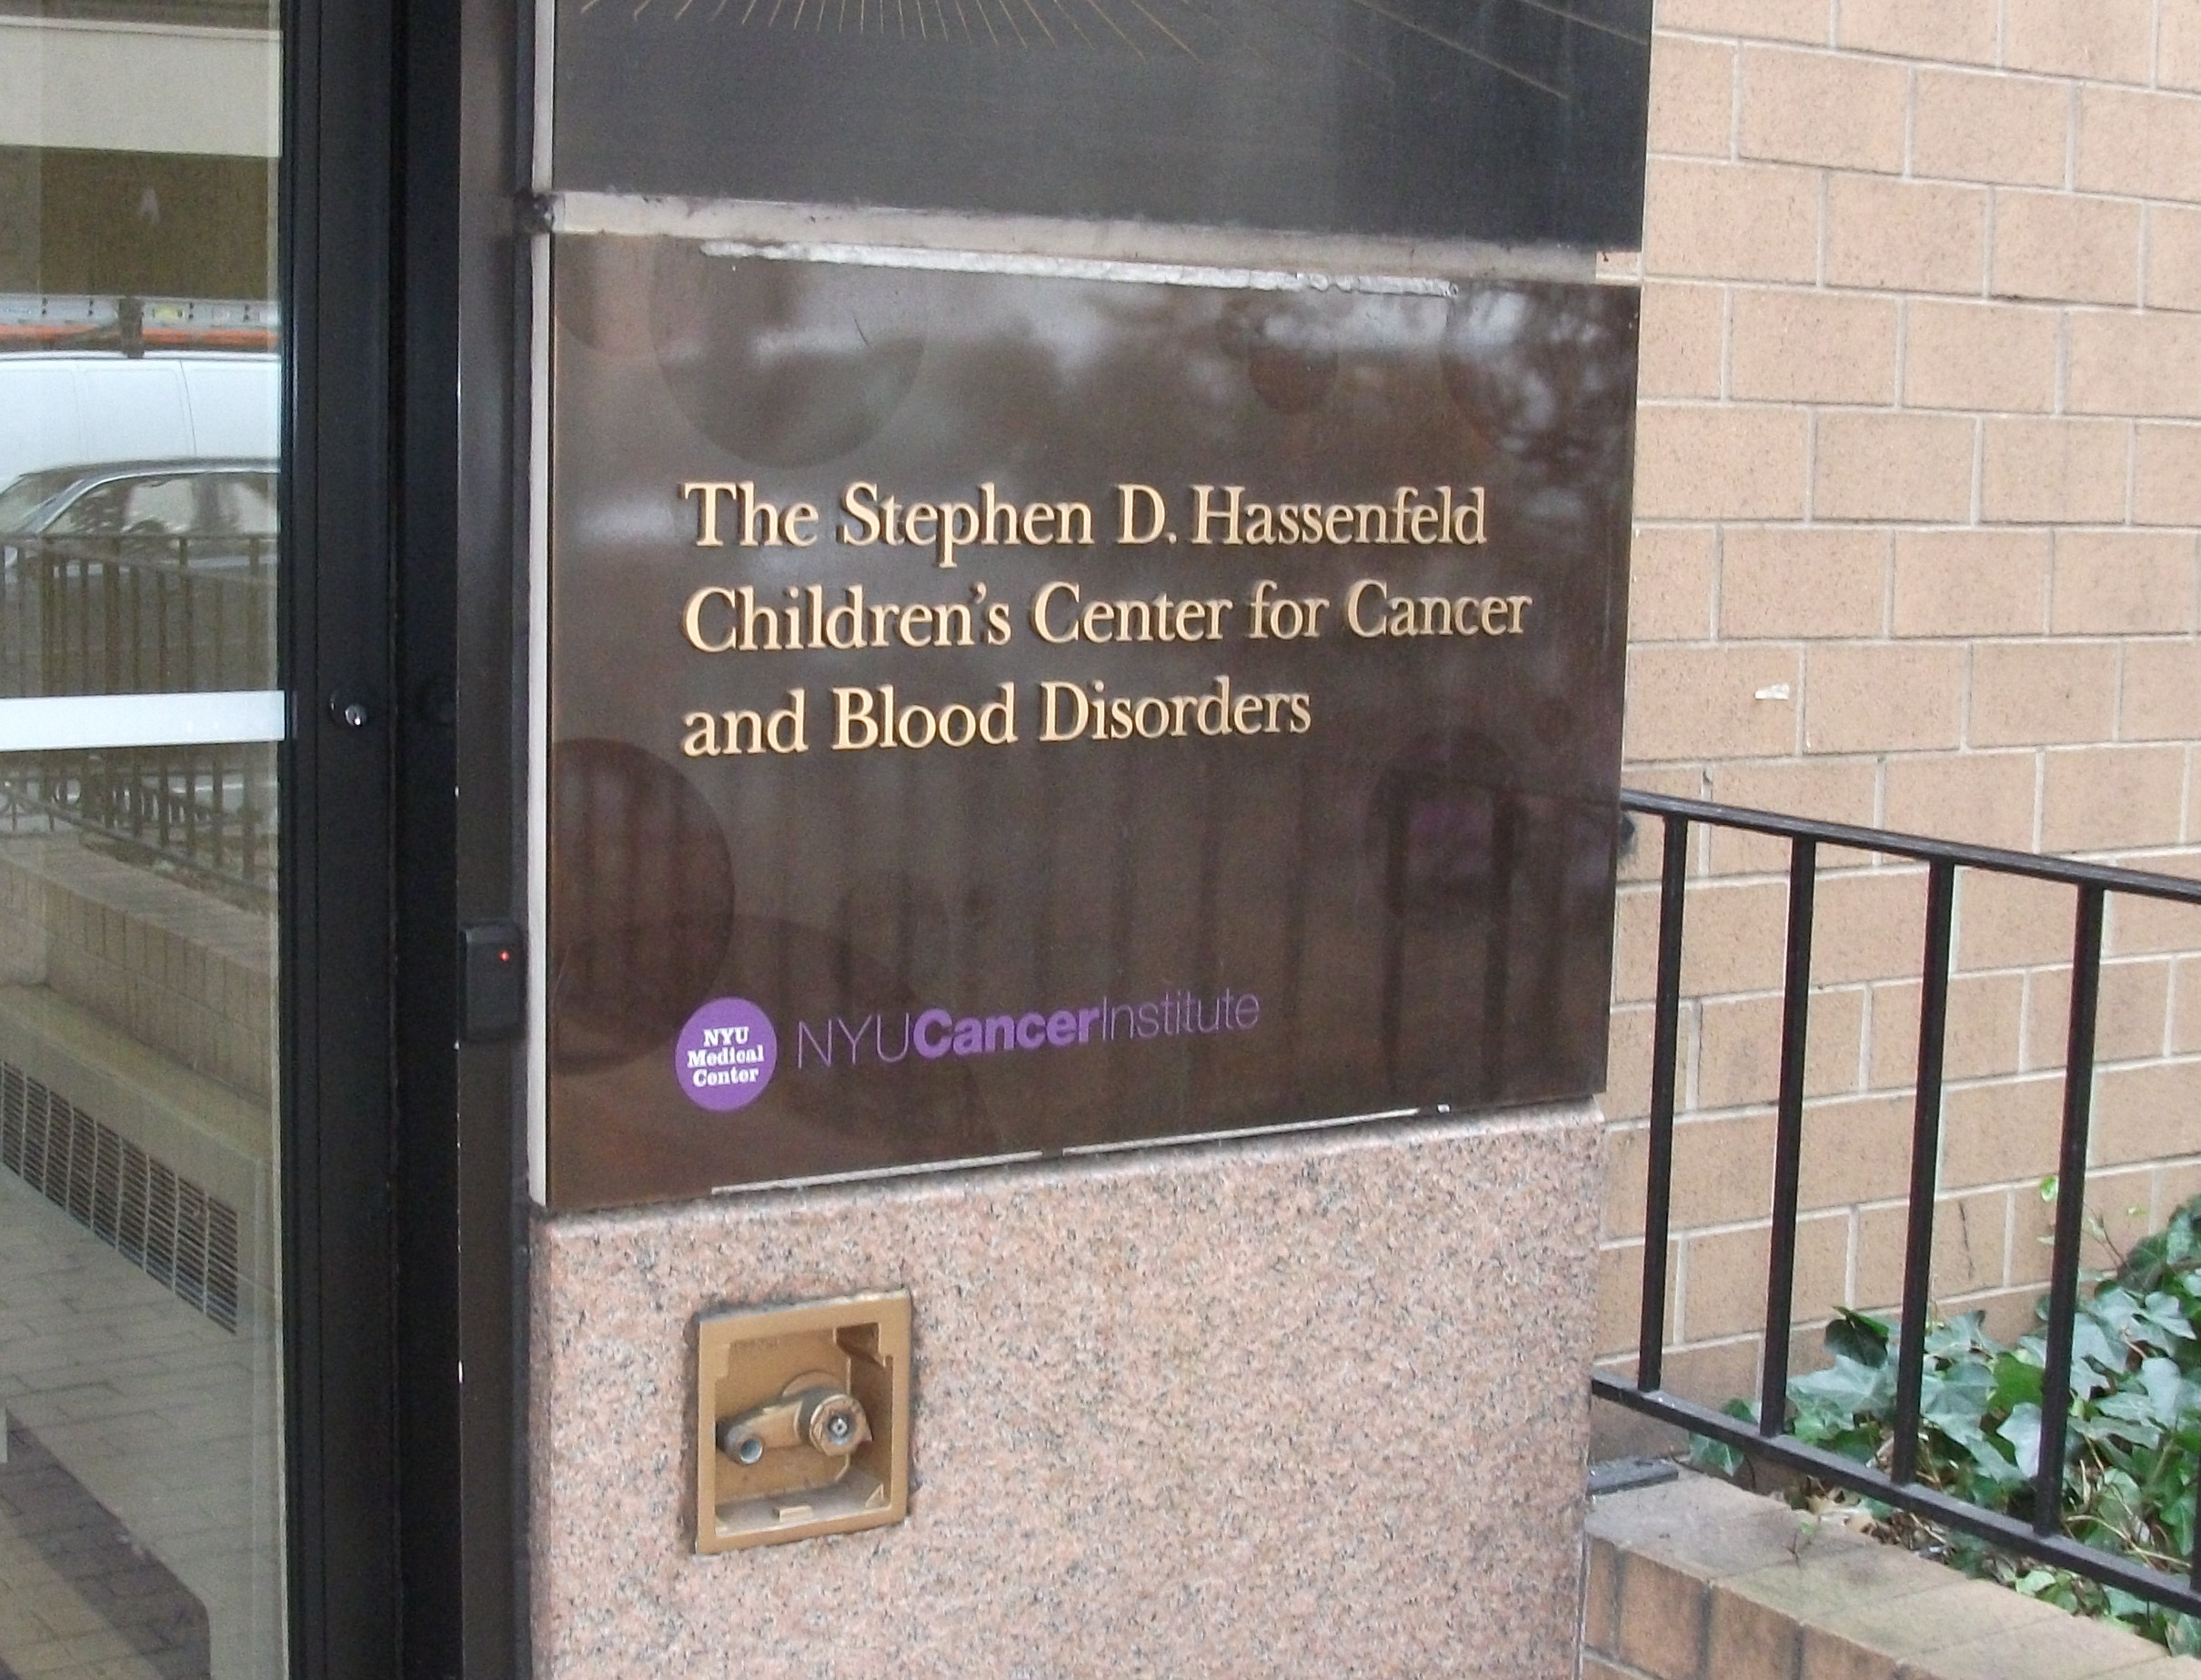 The Stephen D. Hassenfeld
Children's Center for Cancer
and Blood Disorders
NYU
Medical
Center
NYUCancerInstitute